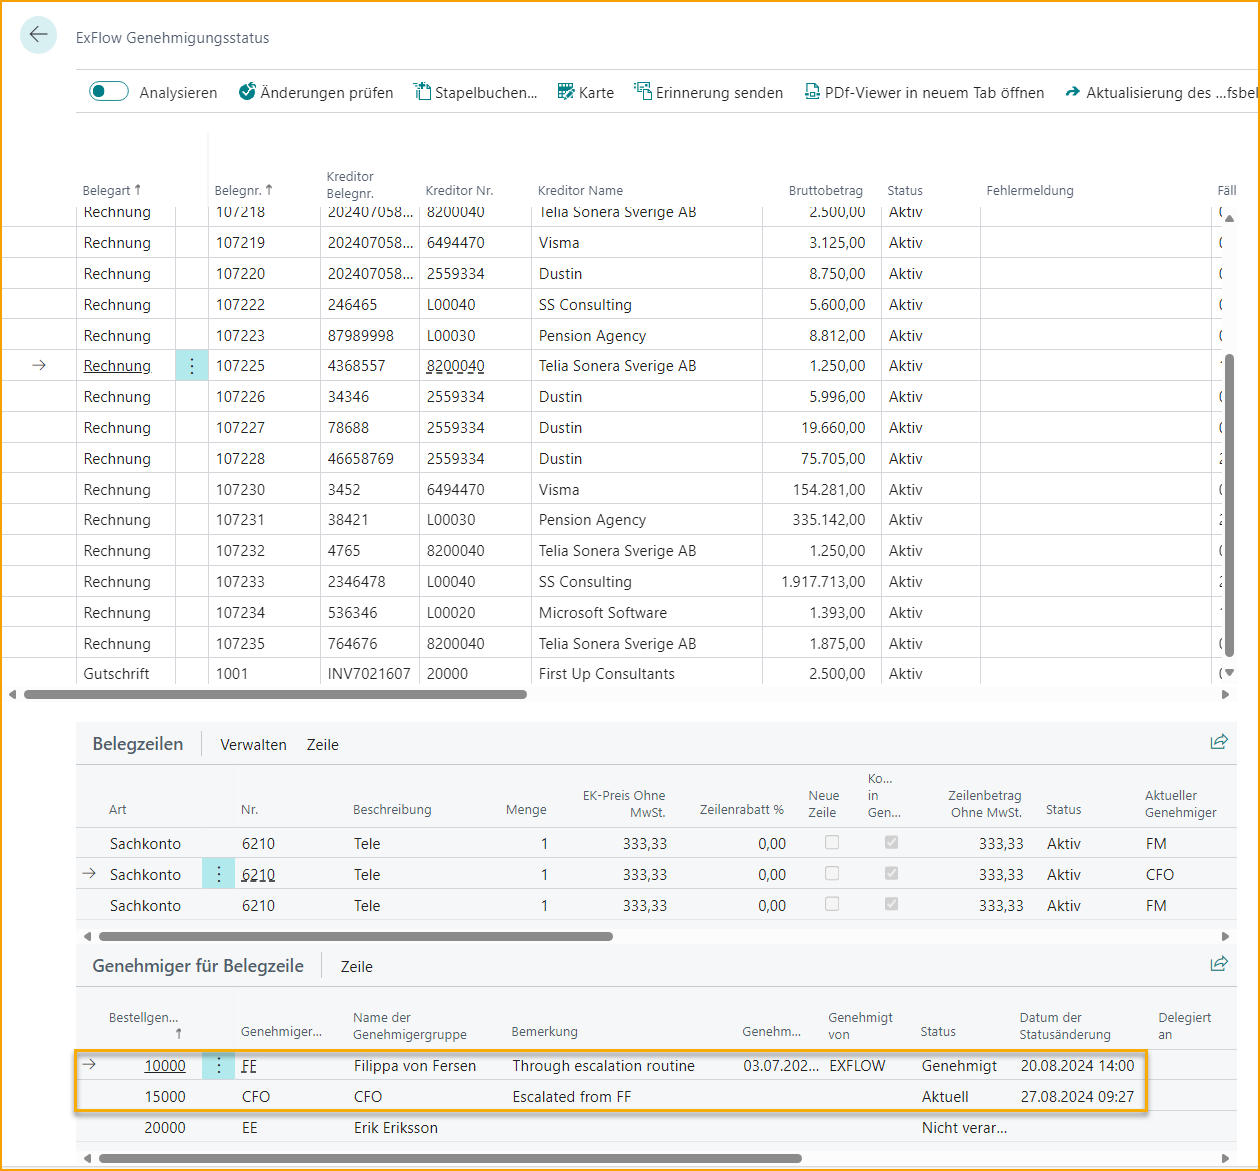 ExFlow Genehmigungsstatus
Analysieren Änderungen prüfen Stapelbuchen... Karte Erinnerung senden PDf-Viewer in neuem Tab öffnen Aktualisierung des ...fsbel
Belegart ↑ Belegnr. ↑ Kreditor Belegnr. Kreditor Nr. Kreditor Name Bruttobetrag Status Fehlermeldung Fäll
Rechnung 107218 202407058... 8200040 Telia Sonera Sverige AB 2.500,00 Aktiv
Rechnung 107219 202407058... 6494470 Visma 3.125,00 Aktiv
Rechnung 107220 202407058... 2559334 Dustin 8.750,00 Aktiv
Rechnung 107222 246465 L00040 SS Consulting 5.600,00 Aktiv
Rechnung 107223 87989998 L00030 Pension Agency 8.812,00 Aktiv
Rechnung 107225 4368557 8200040 Telia Sonera Sverige AB 1.250,00 Aktiv
Rechnung 107226 34346 2559334 Dustin 5.996,00 Aktiv
Rechnung 107227 78688 2559334 Dustin 19.660,00 Aktiv
Rechnung 107228 46658769 2559334 Dustin 75.705,00 Aktiv
Rechnung 107230 3452 6494470 Visma 154.281,00 Aktiv
Rechnung 107231 38421 L00030 Pension Agency 335.142,00 Aktiv
Rechnung 107232 4765 8200040 Telia Sonera Sverige AB 1.250,00 Aktiv
Rechnung 107233 2346478 L00040 SS Consulting 1.917.713,00 Aktiv
Rechnung 107234 536346 L00020 Microsoft Software 1.393,00 Aktiv
Rechnung 107235 764676 8200040 Telia Sonera Sverige AB 1.875,00 Aktiv
Gutschrift 1001 INV7021607 20000 First Up Consultants 2.500,00 Aktiv
Belegzeilen Verwalten Zeile
Art Nr. Beschreibung Menge EK-Preis Ohne MwSt. Zeilenrabatt % Neue Zeile Ko... in Gen... Zeilenbetrag Ohne MwSt. Status Aktueller Genehmiger
Sachkonto 6210 Tele 1 333,33 0,00 333,33 Aktiv FM
Sachkonto 6210 Tele 1 333,33 0,00 333,33 Aktiv CFO
Sachkonto 6210 Tele 1 333,33 0,00 333,33 Aktiv FM
Genehmiger für Belegzeile Zeile
Bestellgen... ↑ Genehmiger... Name der Genehmigergruppe Bemerkung Genehm... Genehmigt von Status Datum der Statusänderung Delegiert an
10000 FF Filippa von Fersen Through escalation routine 03.07.202... EXFLOW Genehmigt 20.08.2024 14:00
15000 CFO CFO Escalated from FF Aktuell 27.08.2024 09:27
20000 EE Erik Eriksson Nicht verar...